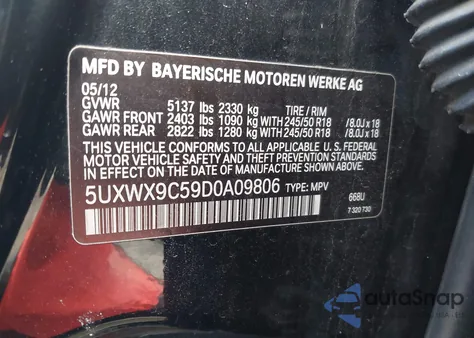 MFD BY BAYERISCHE MOTOREN WERKE AG
05/12
GVWR 5137 lbs 2330 kg TIRE / RIM
GAWR FRONT 2403 lbs 1090 kg WITH 245/50 R18 / 8.0J x 18
GAWR REAR 2822 lbs 1280 kg WITH 245/50 R18 / 8.0J x 18
THIS VEHICLE CONFORMS TO ALL APPLICABLE U.S. FEDERAL
MOTOR VEHICLE SAFETY AND THEFT PREVENTION STANDARDS
IN EFFECT ON THE DATE OF MANUFACTURE SHOWN ABOVE.
5UXWX9C59D0A09806 TYPE: MPV
668U
7 320 730
autoSnap